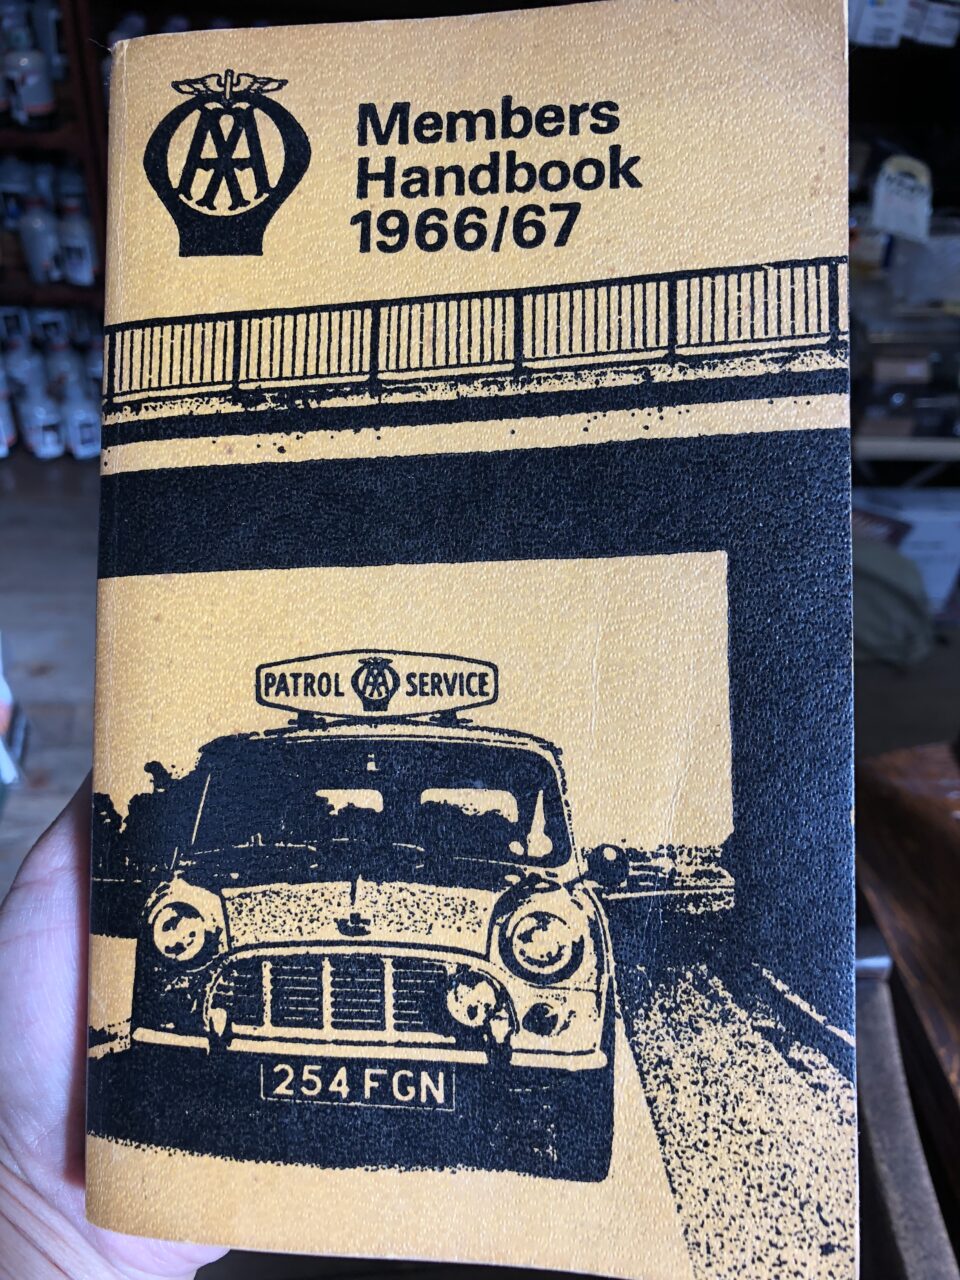 AA
Members
Handbook
1966/67
PATROL AA SERVICE
254 FGN